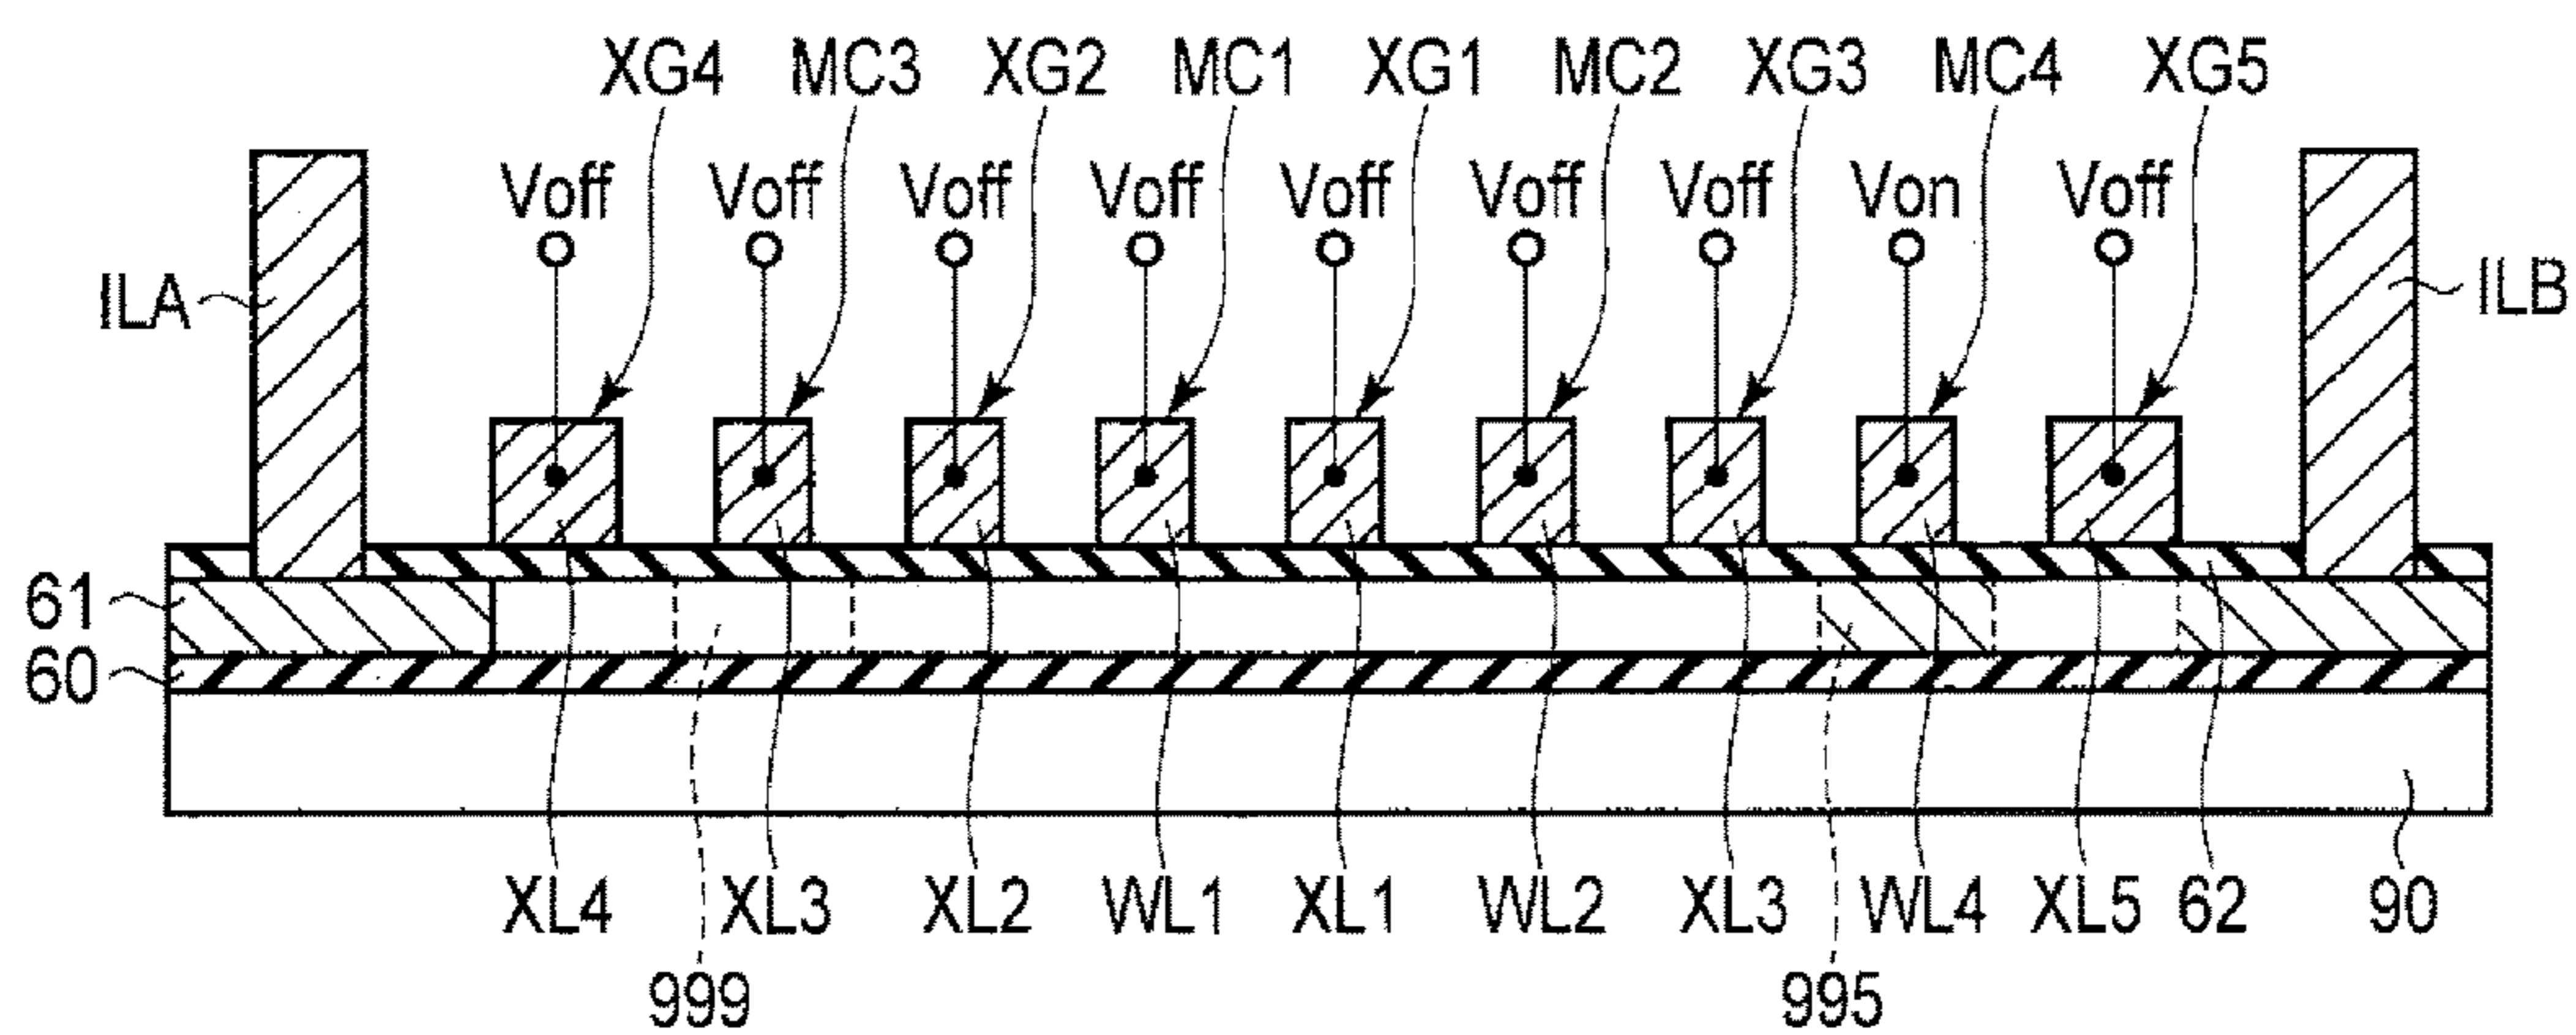 XG4 MC3 XG2 MC1 XG1 MC2 XG3 MC4 XG5
Voff Voff Voff Voff Voff Voff Voff Von Voff
ILA ILB
61
60
XL4 XL3 XL2 WL1 XL1 WL2 XL3 WL4 XL5 62 90
999 995